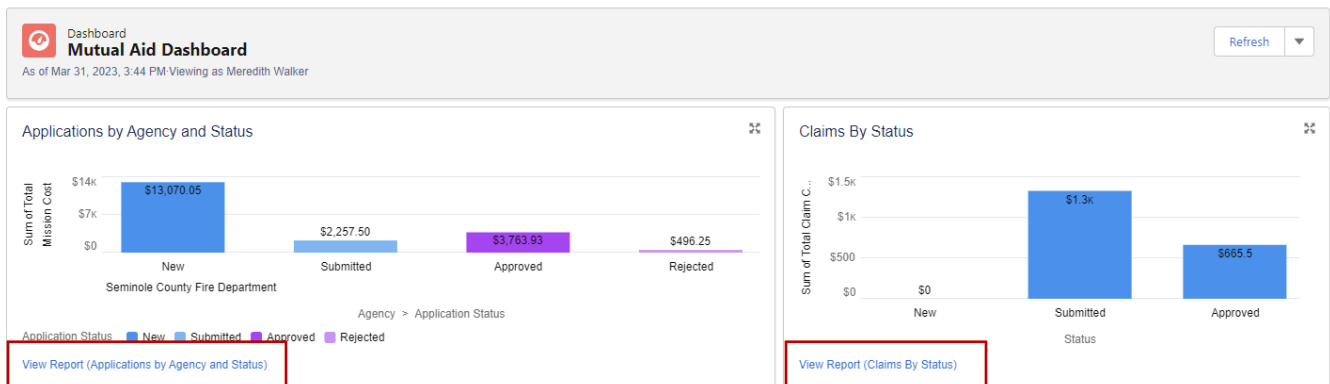 Dashboard
Mutual Aid Dashboard
As of Mar 31, 2023, 3:44 PM·Viewing as Meredith Walker
Refresh
Applications by Agency and Status
Sum of Total
Mission Cost
$14K
$7K
$0
$13,070.05
$2,257.50
$3,763.93
$496.25
New
Submitted
Approved
Rejected
Seminole County Fire Department
Agency > Application Status
Application Status New Submitted Approved Rejected
View Report (Applications by Agency and Status)
Claims By Status
Sum of Total Claim C...
$1.5K
$1K
$500
$0
$0
$1.3K
$665.5
New
Submitted
Approved
Status
View Report (Claims By Status)